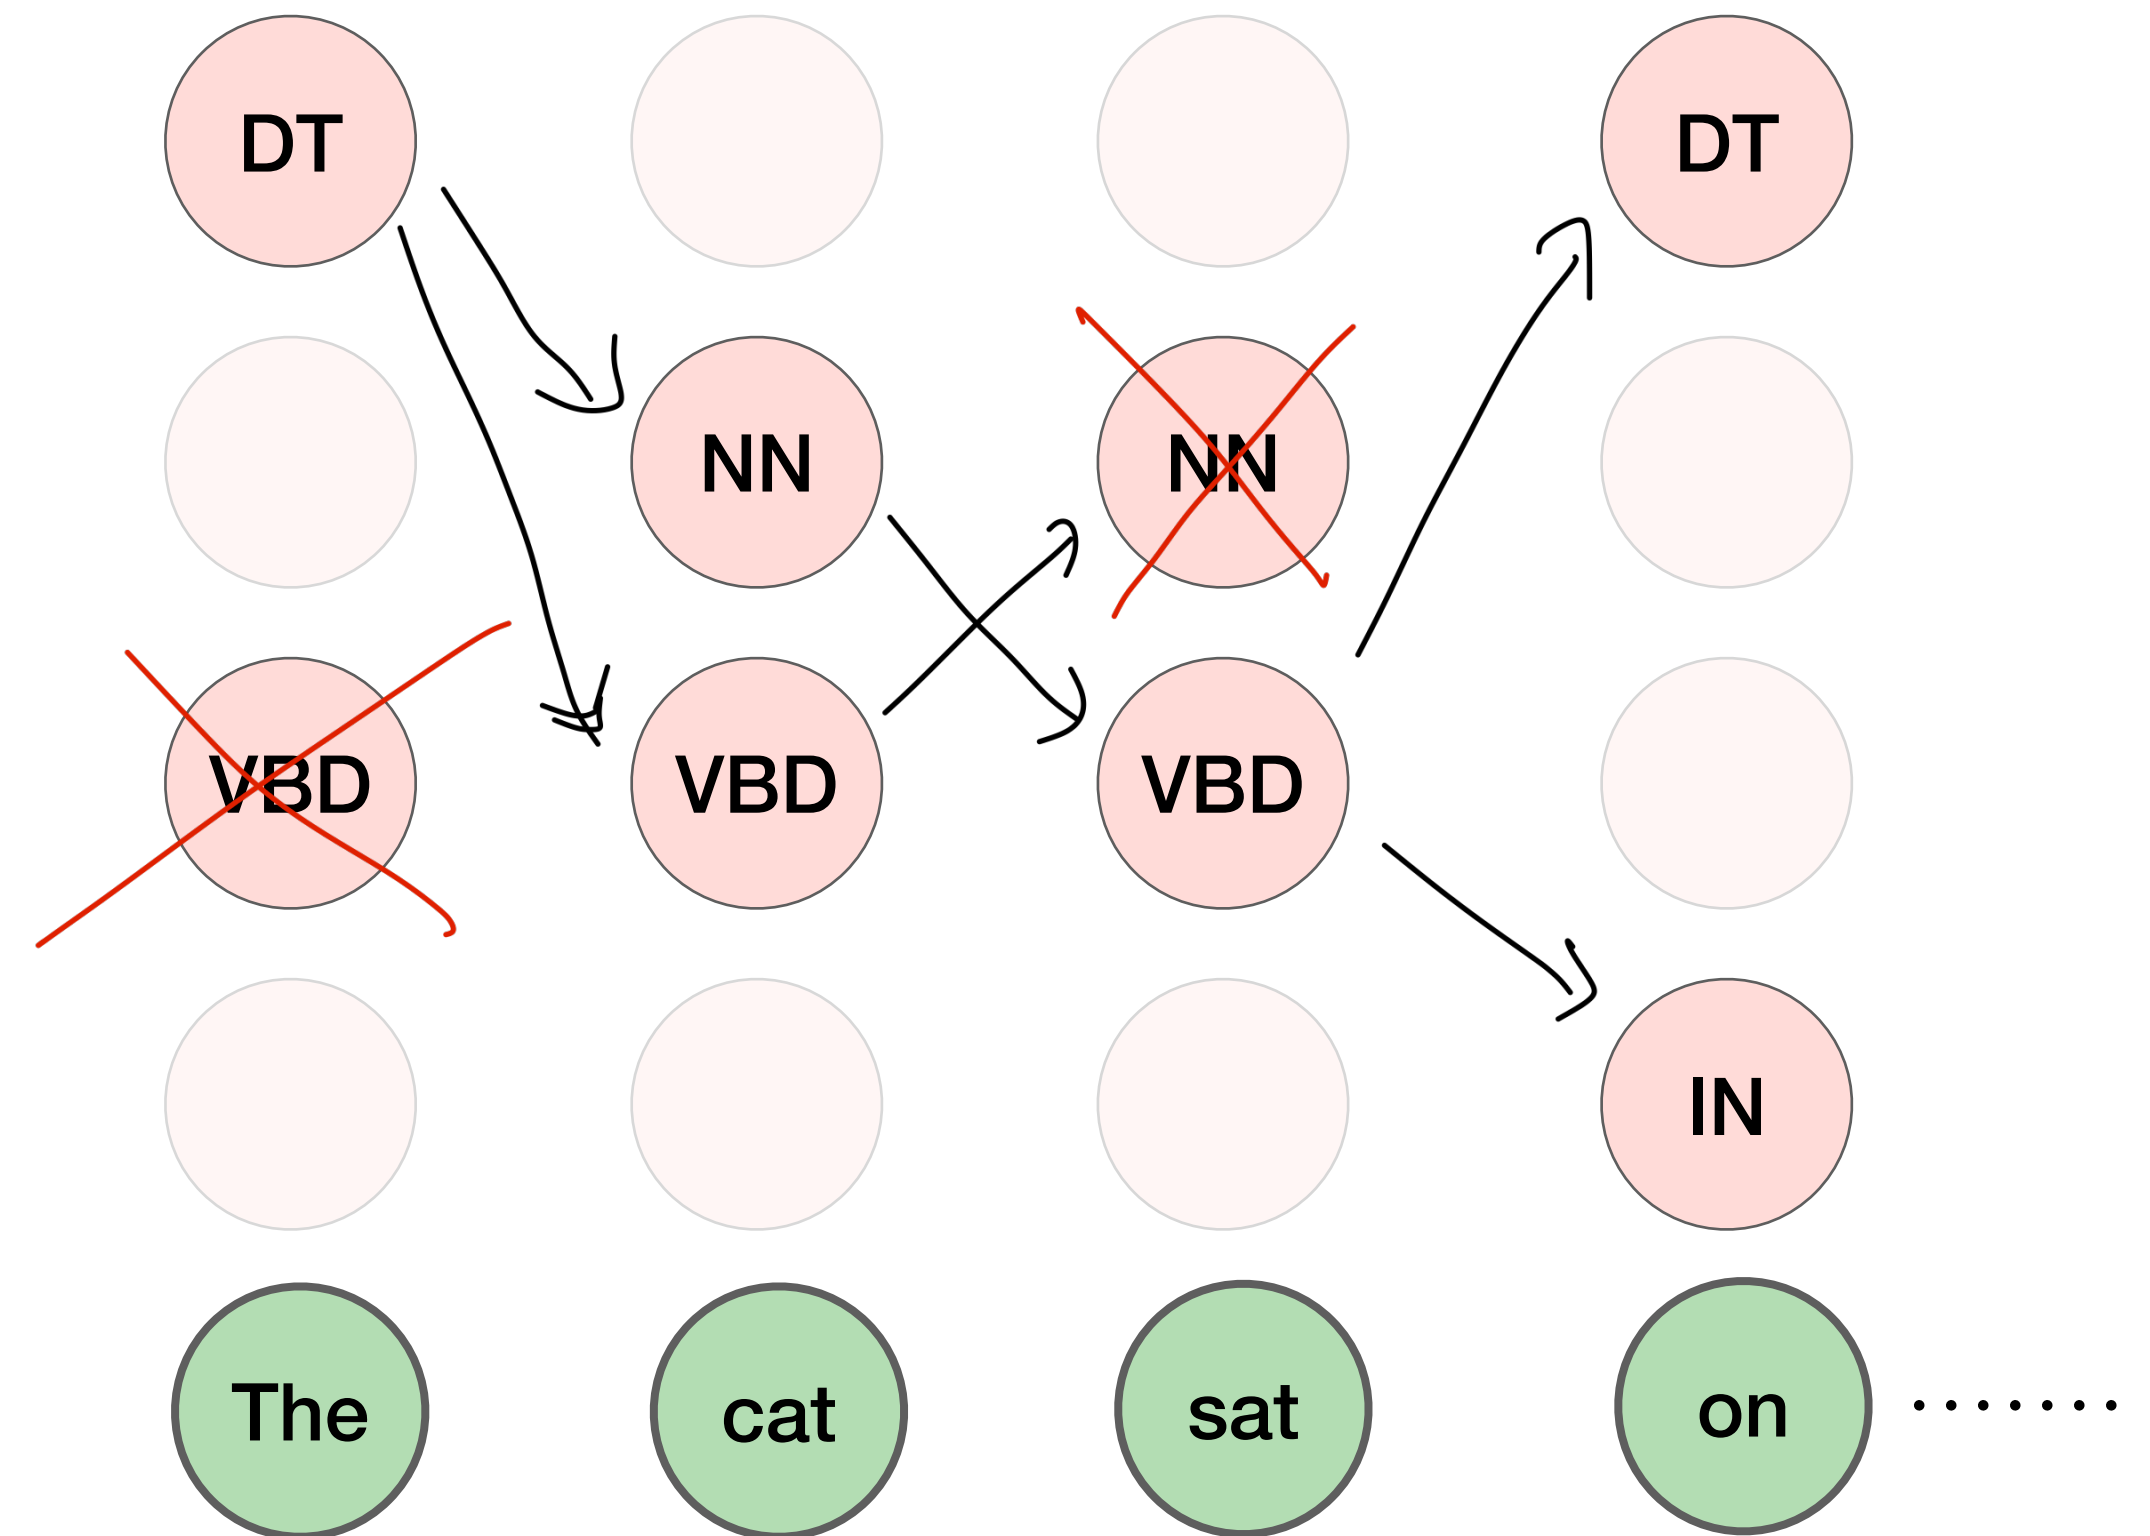 DT DT
NN NN
VBD VBD VBD
IN
The cat sat on .......